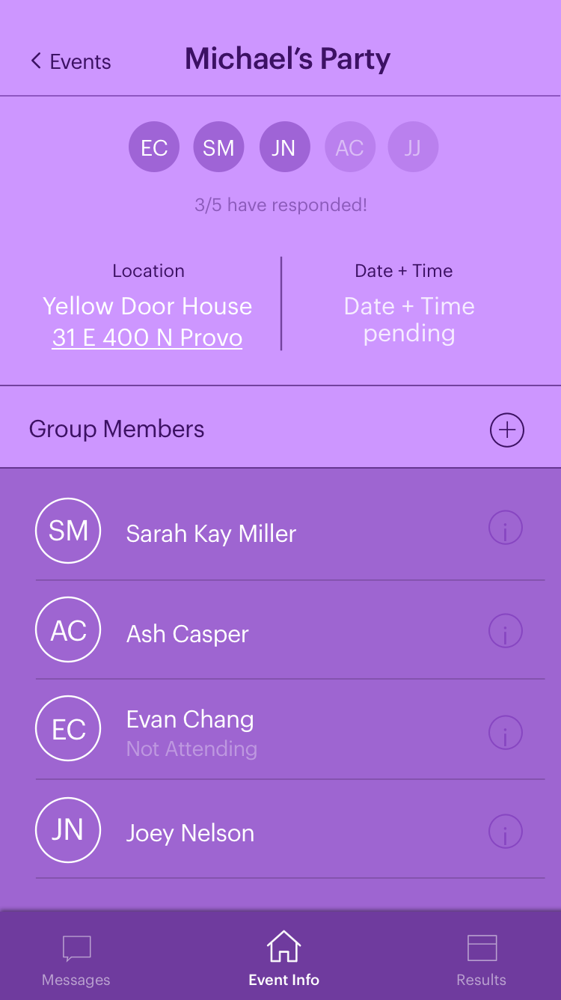 Events
Michael’s Party
EC SM JN AC JJ
3/5 have responded!
Location
Yellow Door House
31 E 400 N Provo
Date + Time
Date + Time
pending
Group Members
SM Sarah Kay Miller
AC Ash Casper
EC Evan Chang
Not Attending
JN Joey Nelson
Messages
Event Info
Results